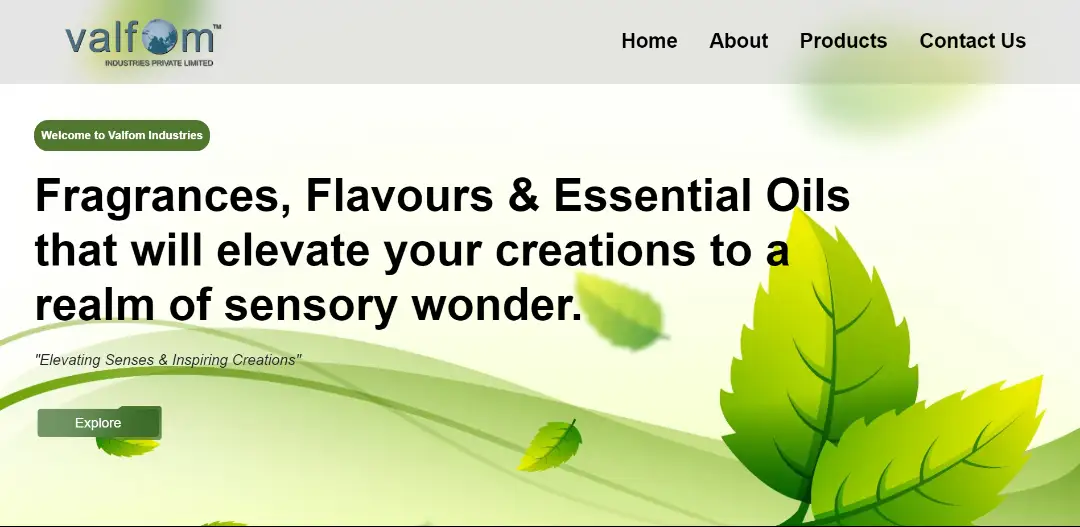 valfom™
INDUSTRIES PRIVATE LIMITED
Home About Products Contact Us
Welcome to Valfom Industries
Fragrances, Flavours & Essential Oils
that will elevate your creations to a
realm of sensory wonder.
"Elevating Senses & Inspiring Creations"
Explore